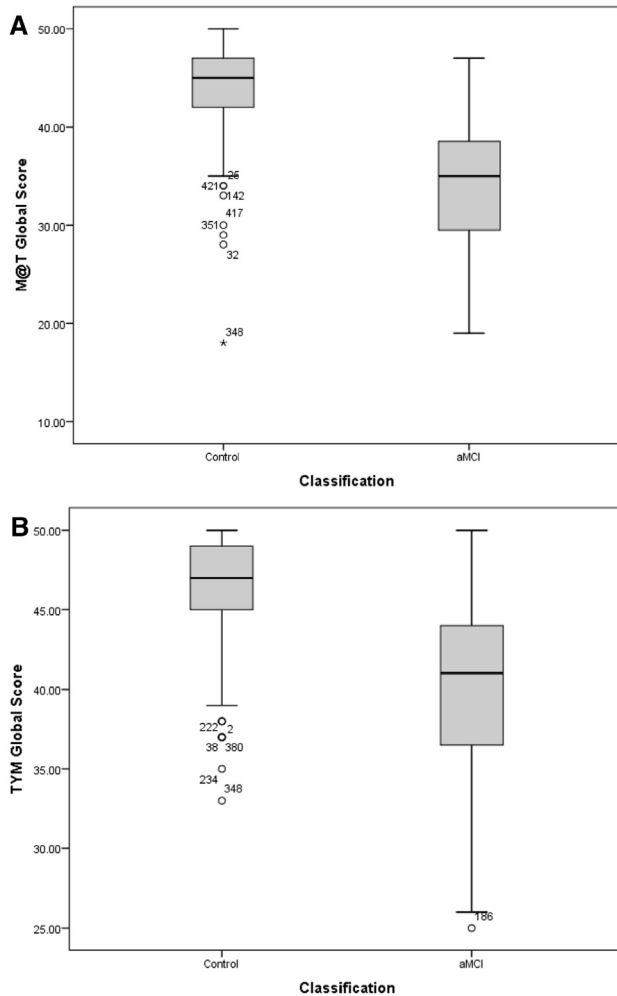 A
M@T Global Score
50.00
40.00
30.00
20.00
10.00
26
421
142
417
351
32
348
*
Control
aMCI
Classification
B
TYM Global Score
50.00
45.00
40.00
35.00
30.00
25.00
222 2
38 380
234
348
186
Control
aMCI
Classification